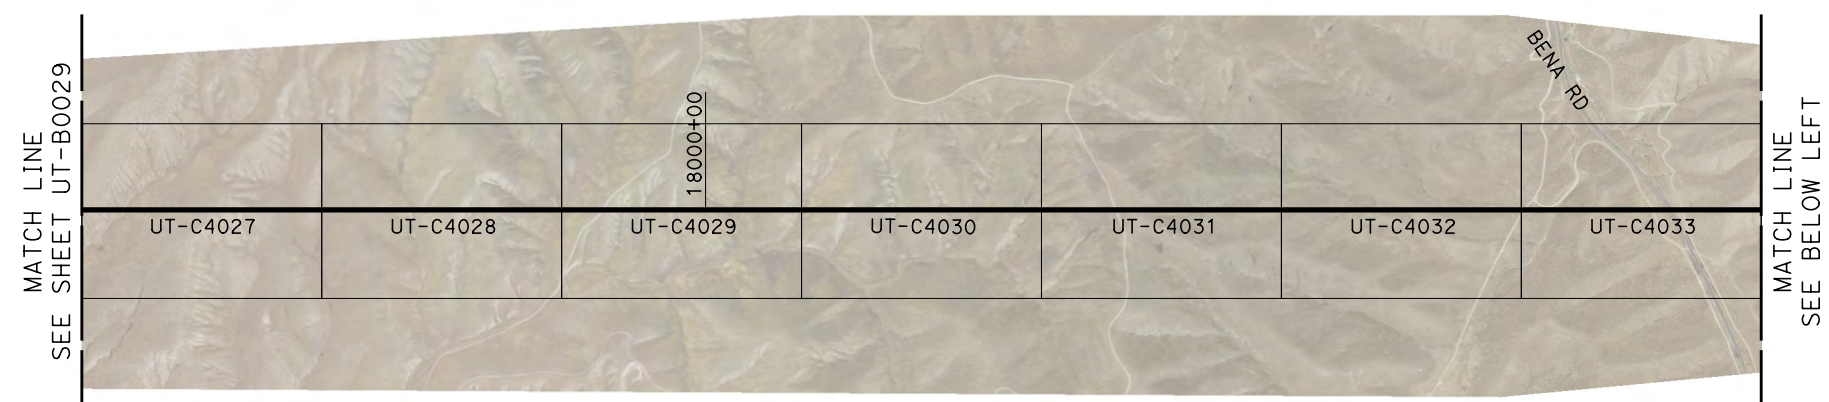 MATCH LINE
SEE SHEET UT-B0029
18000+00
BENA RD
UT-C4027
UT-C4028
UT-C4029
UT-C4030
UT-C4031
UT-C4032
UT-C4033
MATCH LINE
SEE BELOW LEFT